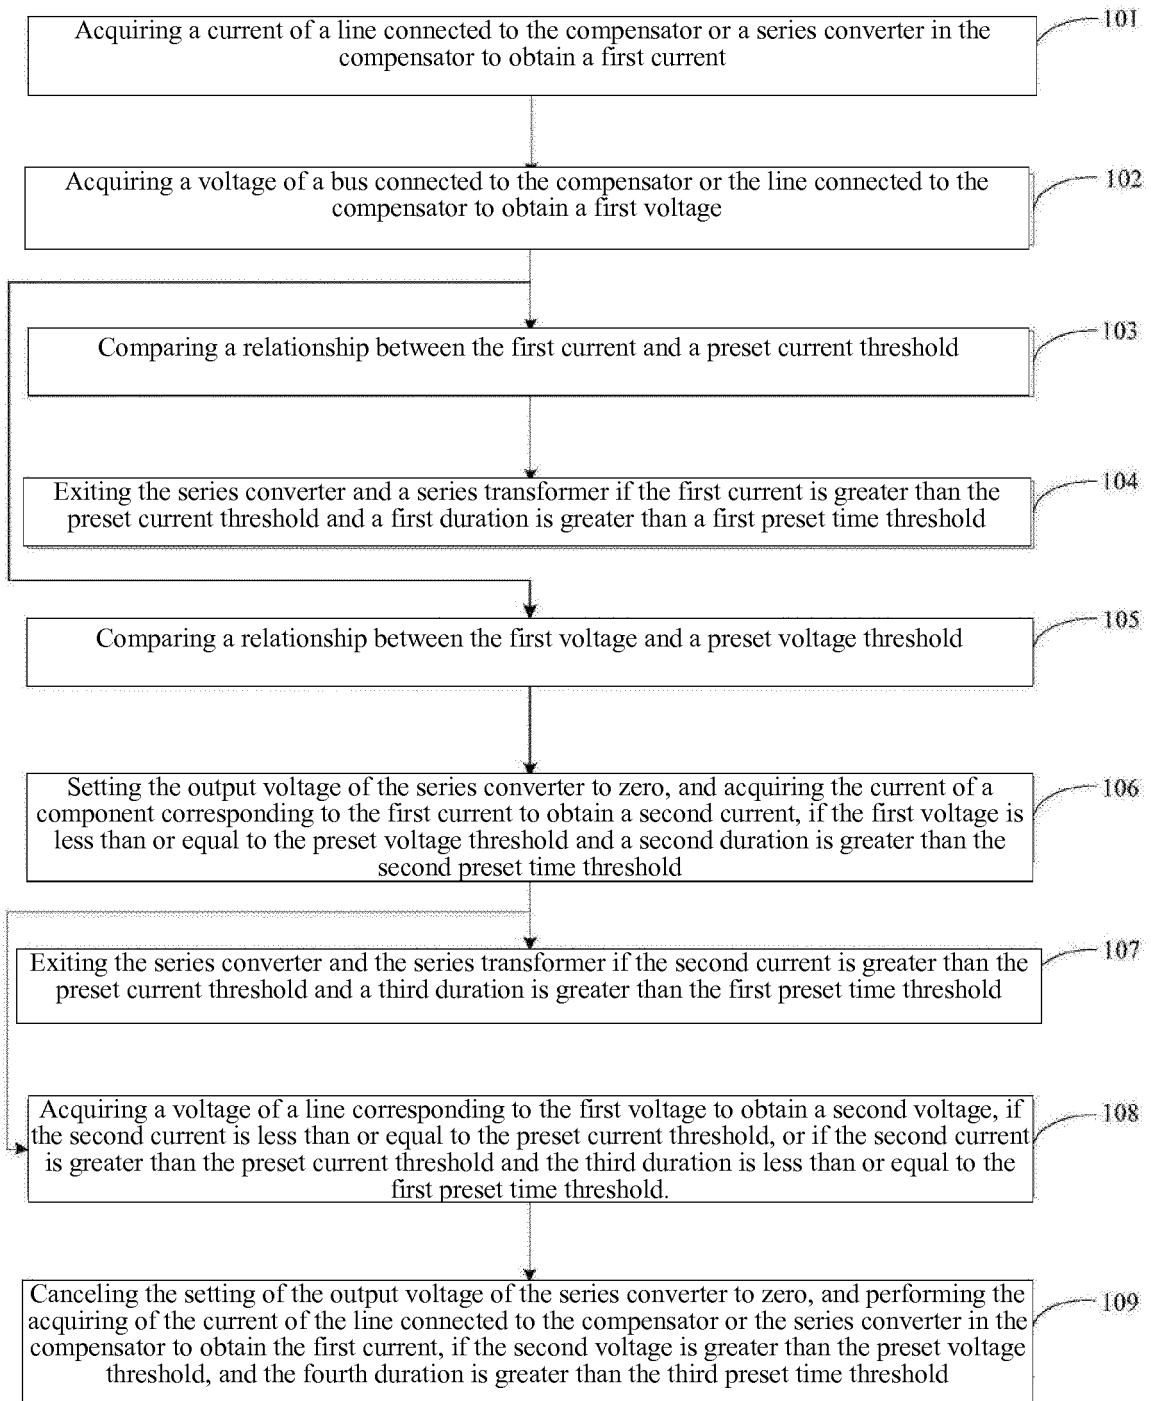 Acquiring a current of a line connected to the compensator or a series converter in the
compensator to obtain a first current
101
Acquiring a voltage of a bus connected to the compensator or the line connected to the
compensator to obtain a first voltage
102
Comparing a relationship between the first current and a preset current threshold
103
Exiting the series converter and a series transformer if the first current is greater than the
preset current threshold and a first duration is greater than a first preset time threshold
104
Comparing a relationship between the first voltage and a preset voltage threshold
105
Setting the output voltage of the series converter to zero, and acquiring the current of a
component corresponding to the first current to obtain a second current, if the first voltage is
less than or equal to the preset voltage threshold and a second duration is greater than the
second preset time threshold
106
Exiting the series converter and the series transformer if the second current is greater than the
preset current threshold and a third duration is greater than the first preset time threshold
107
Acquiring a voltage of a line corresponding to the first voltage to obtain a second voltage, if
the second current is less than or equal to the preset current threshold, or if the second current
is greater than the preset current threshold and the third duration is less than or equal to the
first preset time threshold.
108
Canceling the setting of the output voltage of the series converter to zero, and performing the
acquiring of the current of the line connected to the compensator or the series converter in the
compensator to obtain the first current, if the second voltage is greater than the preset voltage
threshold, and the fourth duration is greater than the third preset time threshold
109